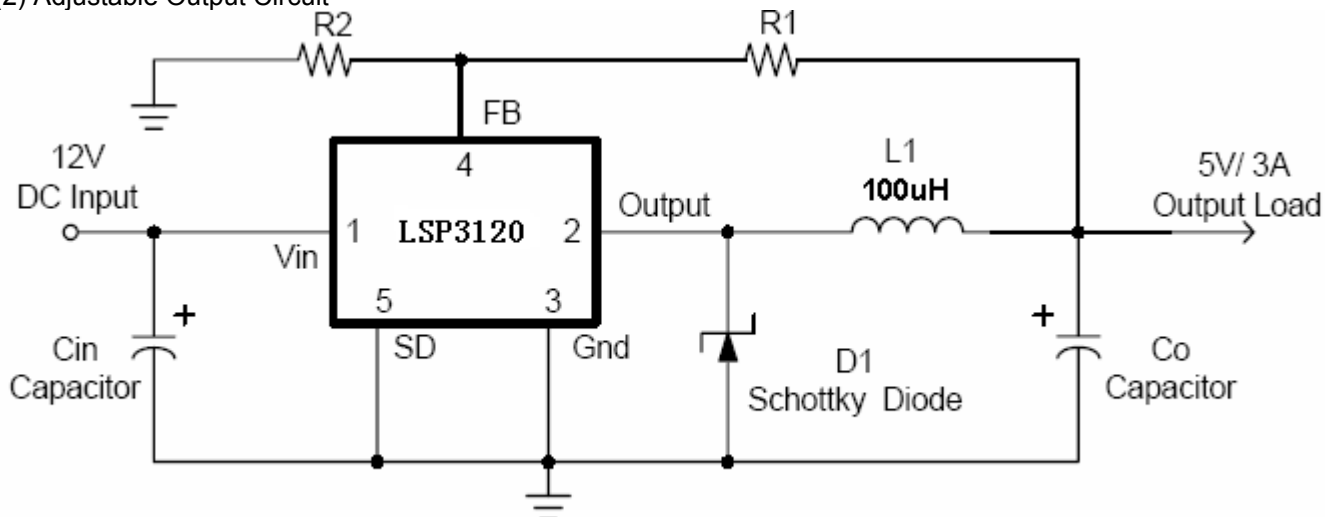 (2) Adjustable Output Circuit
R2
R1
FB
4
12V
DC Input
Vin
1
LSP3120
2
Output
L1
100uH
5V/ 3A
Output Load
5
3
SD
Gnd
+
Cin
Capacitor
D1
Schottky Diode
+
Co
Capacitor